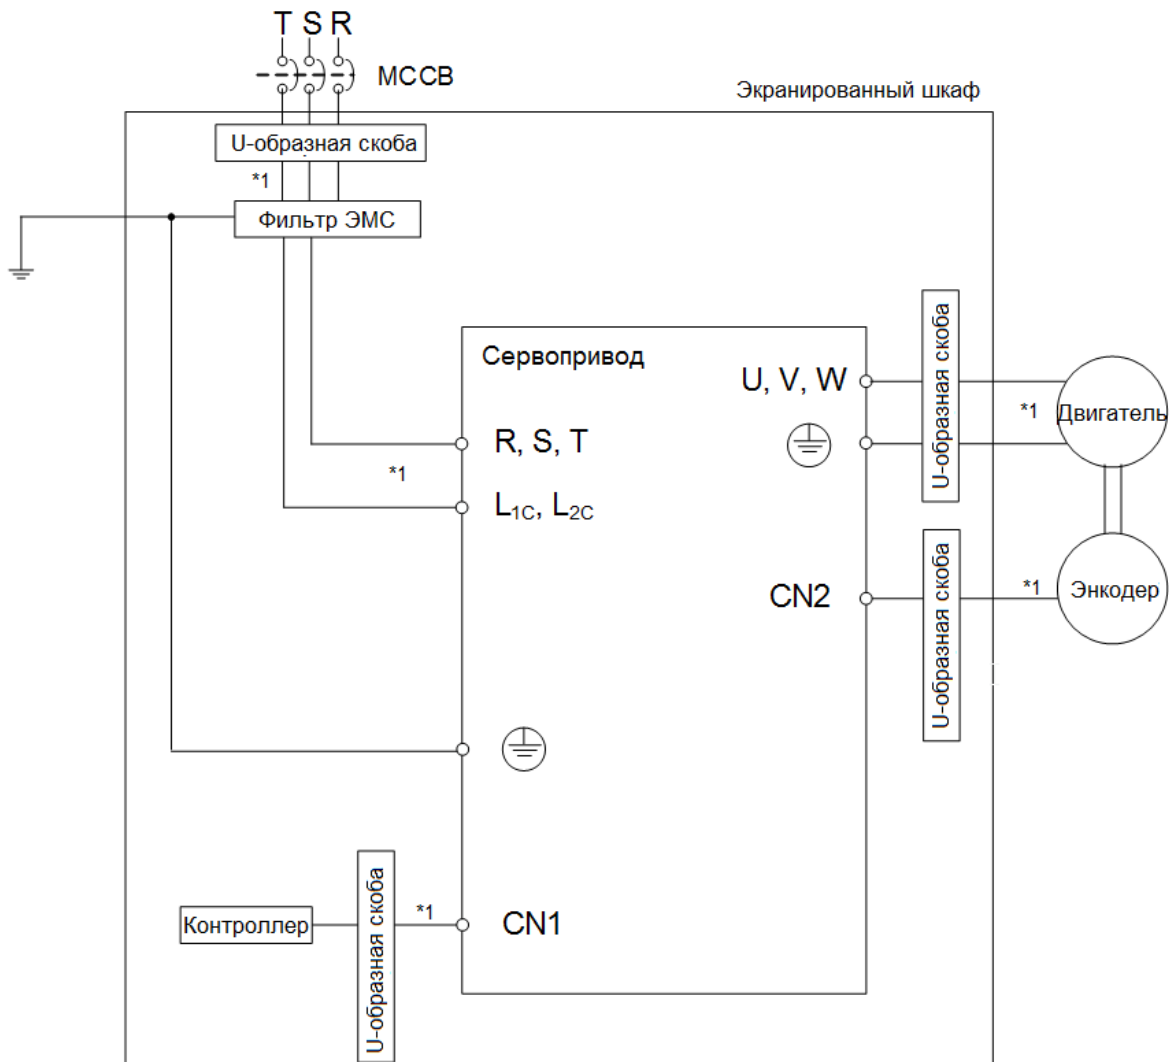 T S R
MCCB
Экранированный шкаф
U-образная скоба
*1
Фильтр ЭМС
Сервопривод
U, V, W
U-образная скоба
*1
Двигатель
R, S, T
*1
L1C, L2C
CN2
U-образная скоба
*1
Энкодер
Контроллер
U-образная скоба
*1
CN1